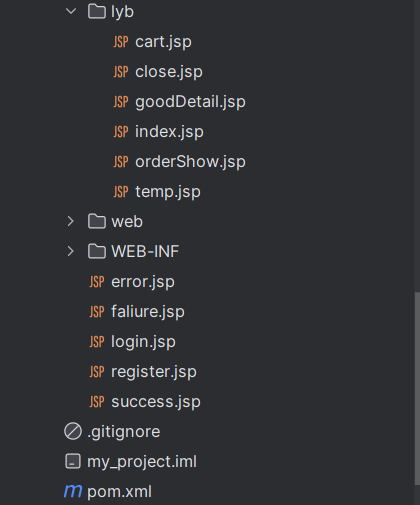 lyb
JSP cart.jsp
JSP close.jsp
JSP goodDetail.jsp
JSP index.jsp
JSP orderShow.jsp
JSP temp.jsp
web
WEB-INF
JSP error.jsp
JSP faliure.jsp
JSP login.jsp
JSP register.jsp
JSP success.jsp
.gitignore
my_project.iml
m pom.xml